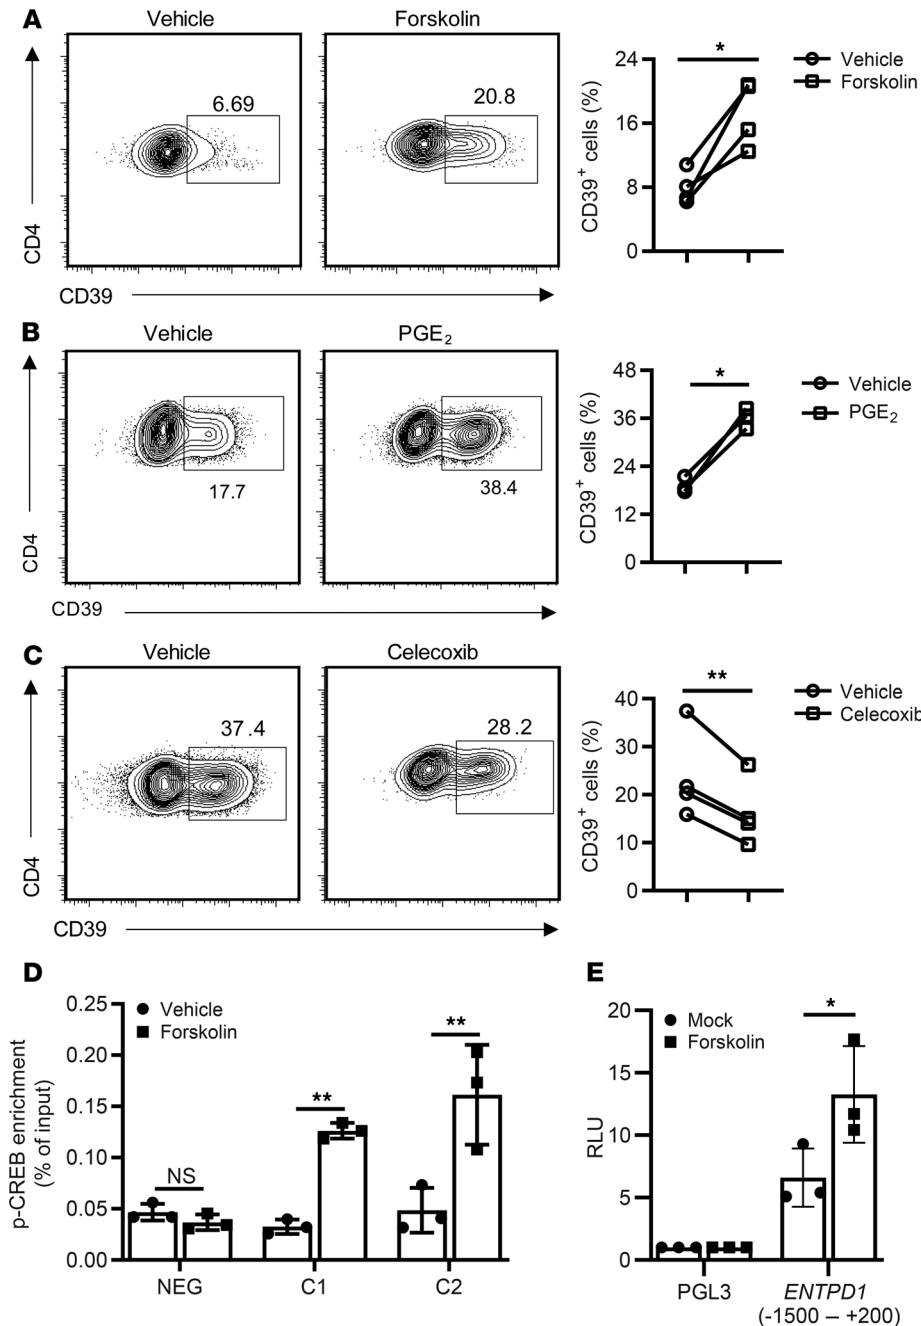 A
Vehicle
Forskolin
6.69
20.8
CD4
CD39
CD39+ cells (%)
24
16
8
0
*
Vehicle
Forskolin
B
Vehicle
PGE2
17.7
38.4
CD4
CD39
CD39+ cells (%)
48
36
24
12
0
*
Vehicle
PGE2
C
Vehicle
Celecoxib
37.4
28.2
CD4
CD39
CD39+ cells (%)
40
30
20
10
0
**
Vehicle
Celecoxib
D
p-CREB enrichment
(% of input)
0.25
0.20
0.15
0.10
0.05
0.00
Vehicle
Forskolin
NS
**
**
NEG
C1
C2
E
RLU
20
15
10
5
0
Mock
Forskolin
*
PGL3
ENTPD1
(-1500 – +200)